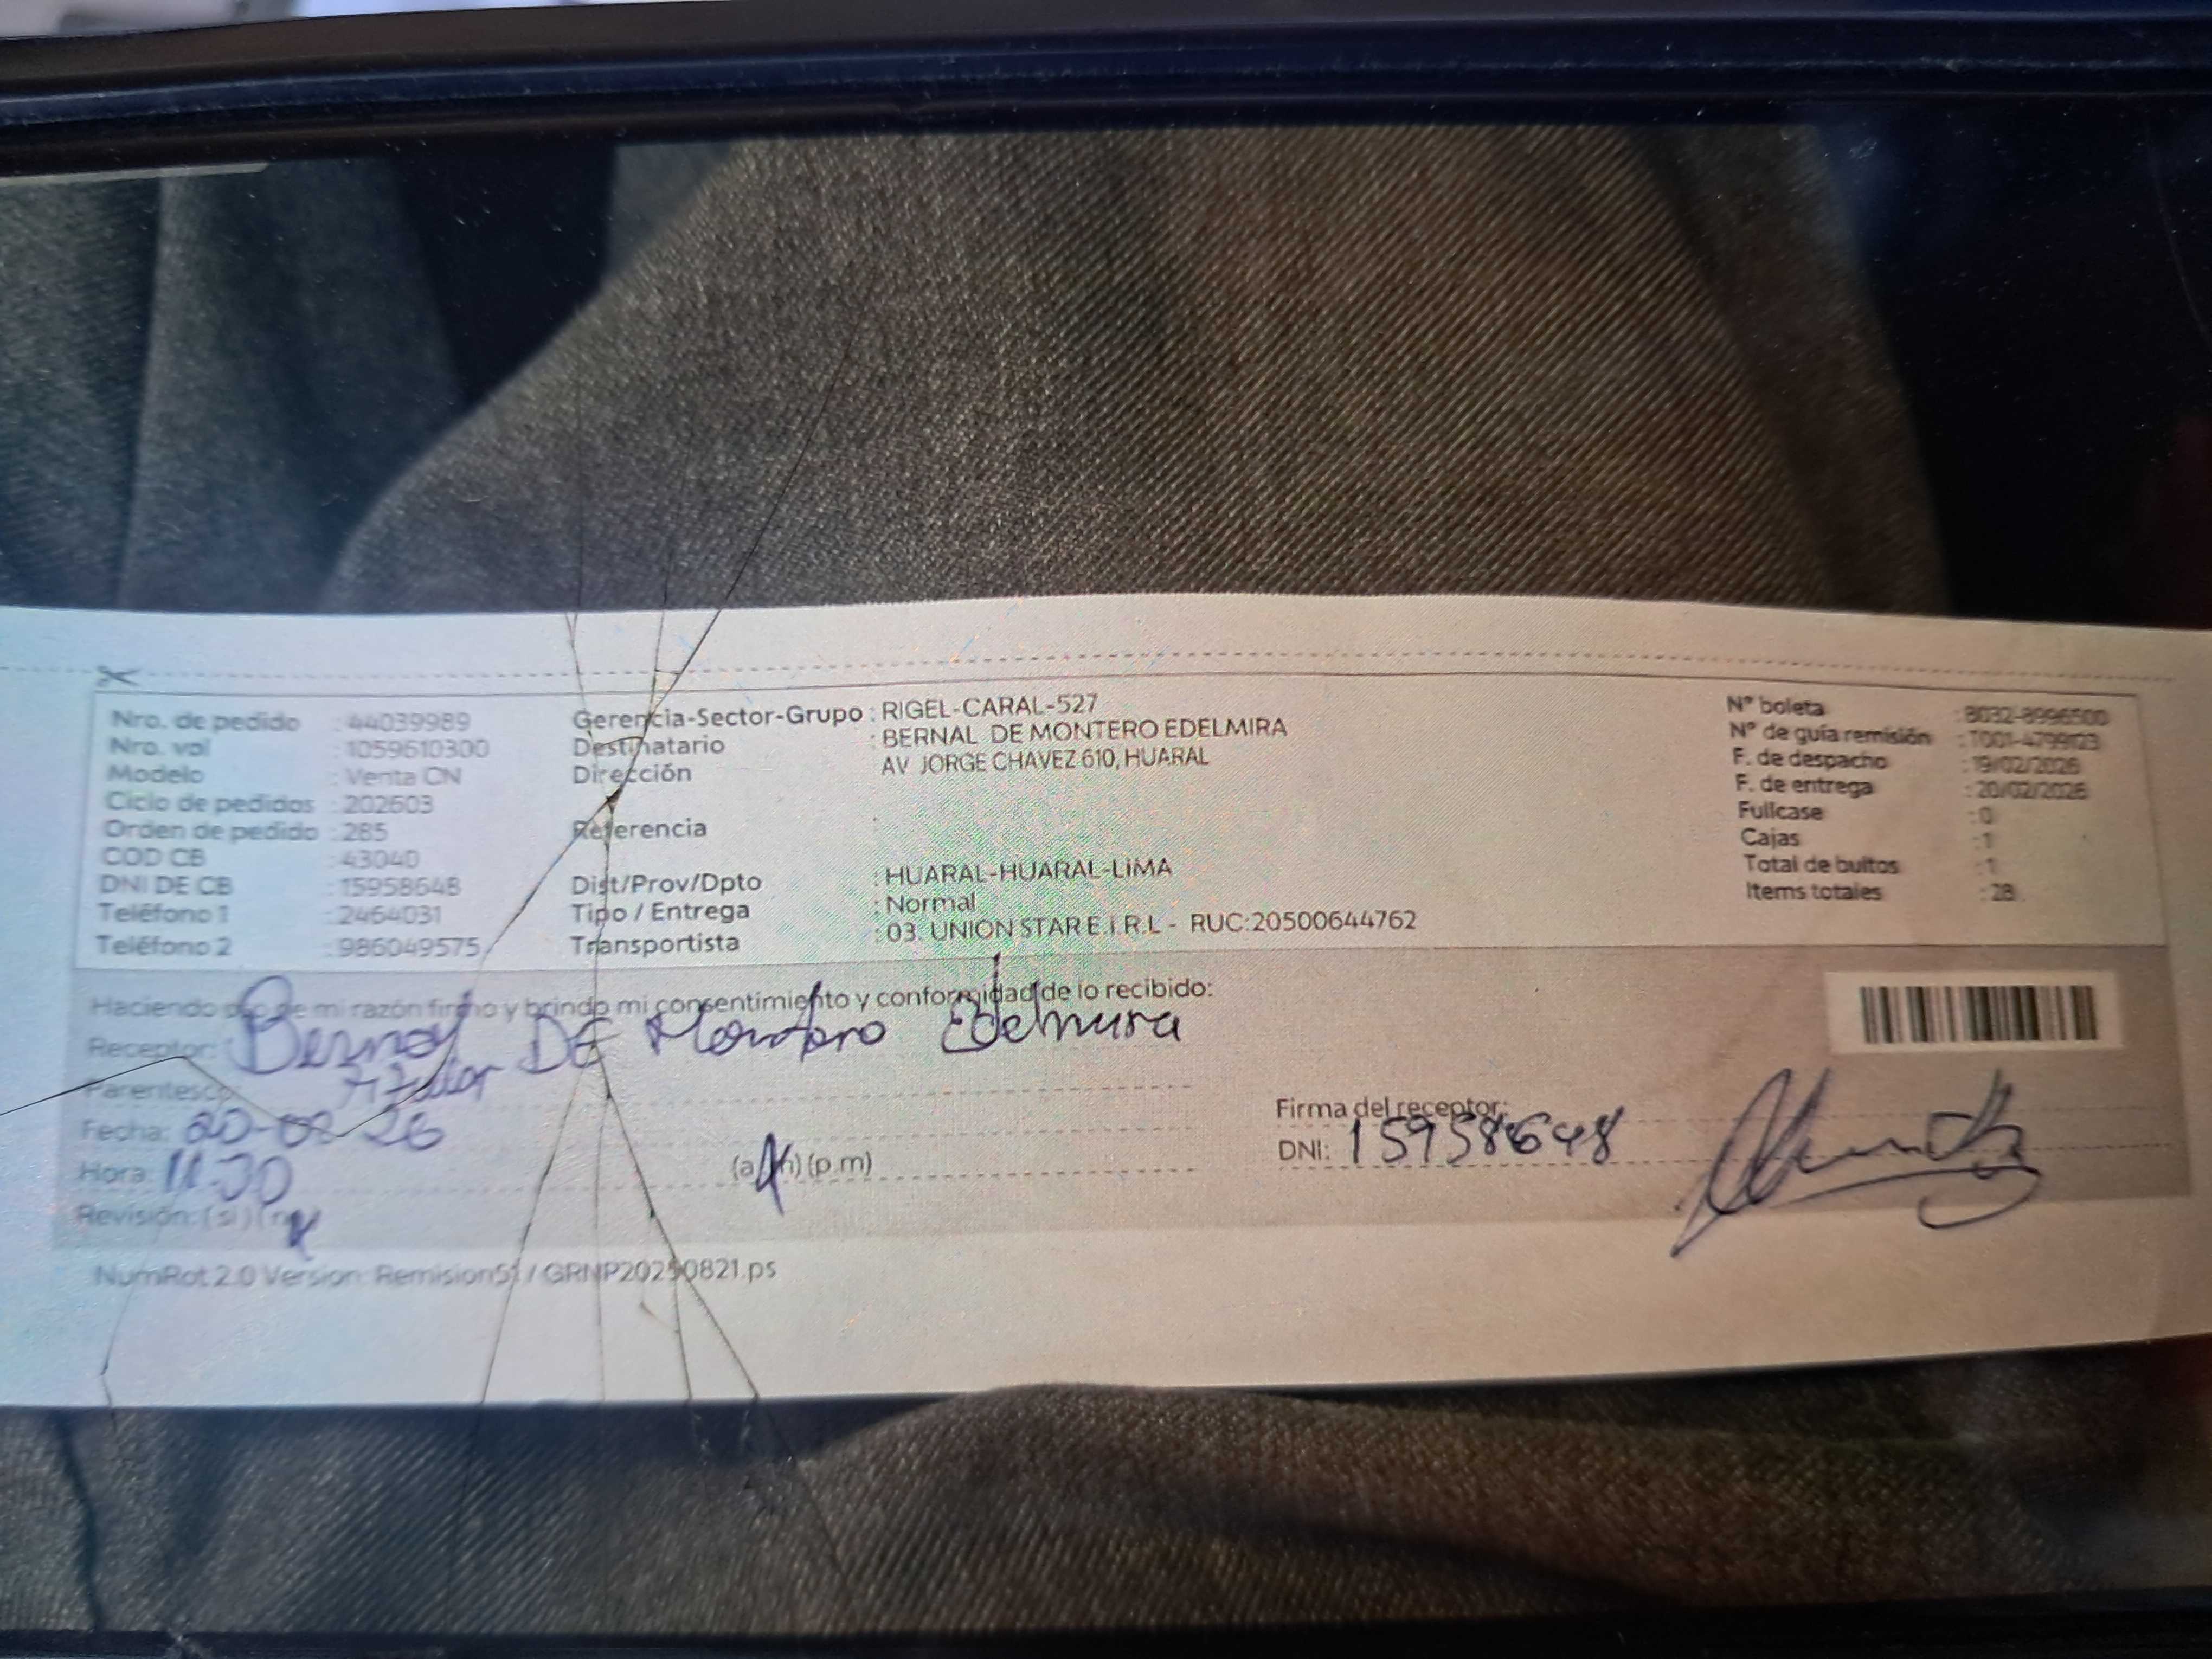 Nro. de pedido : 44039989
Nro. vol : 1059610300
Modelo : Venta CN
Ciclo de pedidos : 202603
Orden de pedido : 285
COD CB : 43040
DNI DE CB : 15958648
Teléfono 1 : 2464031
Teléfono 2 : 986049575
Gerencia-Sector-Grupo : RIGEL-CARAL-527
Destinatario : BERNAL DE MONTERO EDELMIRA
Dirección : AV JORGE CHAVEZ 610, HUARAL
Referencia :
Dist/Prov/Dpto : HUARAL-HUARAL-LIMA
Tipo / Entrega : Normal
Transportista : 03. UNION STAR E.I.R.L - RUC:20500644762
N° boleta : B032-8996500
N° de guía remisión : T001-4799123
F. de despacho : 19/02/2026
F. de entrega : 20/02/2026
Fullcase : 0
Cajas : 1
Total de bultos : 1
Items totales : 28
Haciendo uso de mi razón firmo y brindo mi consentimiento y conformidad de lo recibido:
Receptor: Bernal DE Montero Edelmira
Parentesco: Titular
Fecha: 20-02 26
Hora: 11.30 (a.m) (p.m)
Revisión: (si) (no)
Firma del receptor:
DNI: 15958648
NumRot 2.0 Version: Remision51 / GRNP20250821.ps